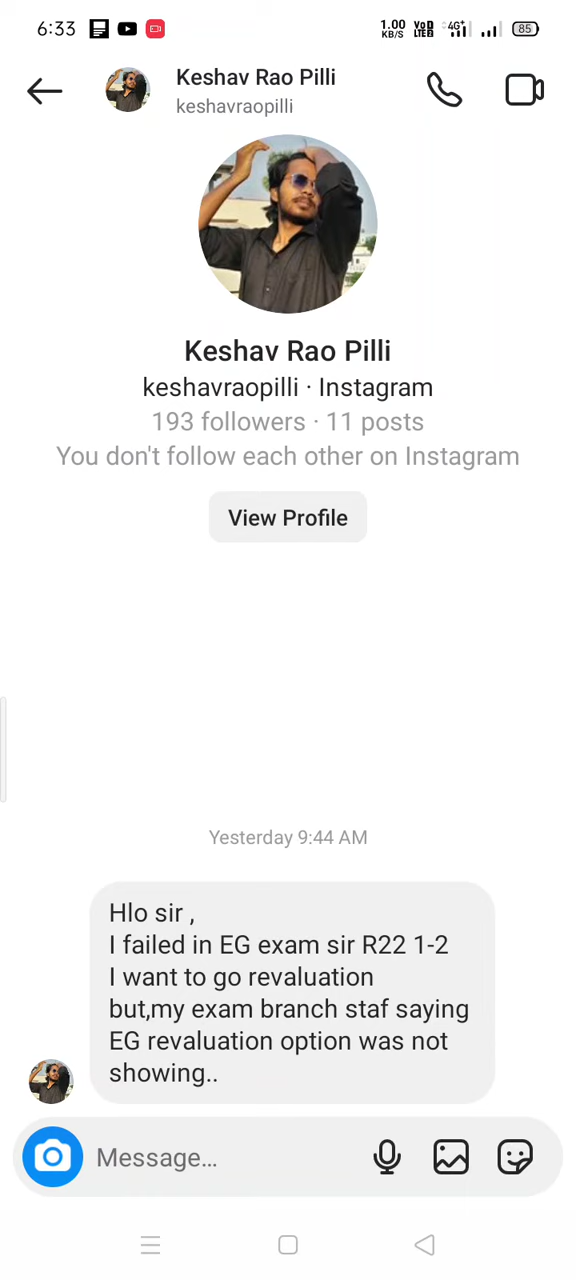 6:33 1.00 KB/S VoD LTE2 4G+ 85
Keshav Rao Pilli
keshavraopilli
Keshav Rao Pilli
keshavraopilli · Instagram
193 followers · 11 posts
You don't follow each other on Instagram
View Profile
Yesterday 9:44 AM
Hlo sir ,
I failed in EG exam sir R22 1-2
I want to go revaluation
but,my exam branch staf saying
EG revaluation option was not
showing..
Message...